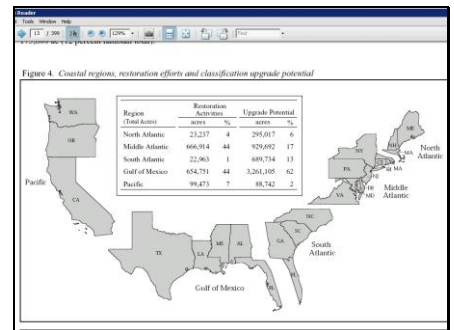 Reader
Tools Window Help
13 / 399 129% Find
Figure 4. Coastal regions, restoration efforts and classification upgrade potential
Region (Total Acres) Restoration Activities acres % Upgrade Potential acres %
North Atlantic 23,237 4 295,017 6
Middle Atlantic 666,914 44 929,692 17
South Atlantic 22,963 1 689,734 13
Gulf of Mexico 654,751 44 3,261,105 62
Pacific 99,473 7 88,742 2
WA
OR
CA
Pacific
ME
NH
MA
North Atlantic
NY
CT
RI
PA
NJ
DE
MD
VA
Middle Atlantic
NC
SC
GA
FL
South Atlantic
TX
LA
MS
AL
FL
Gulf of Mexico